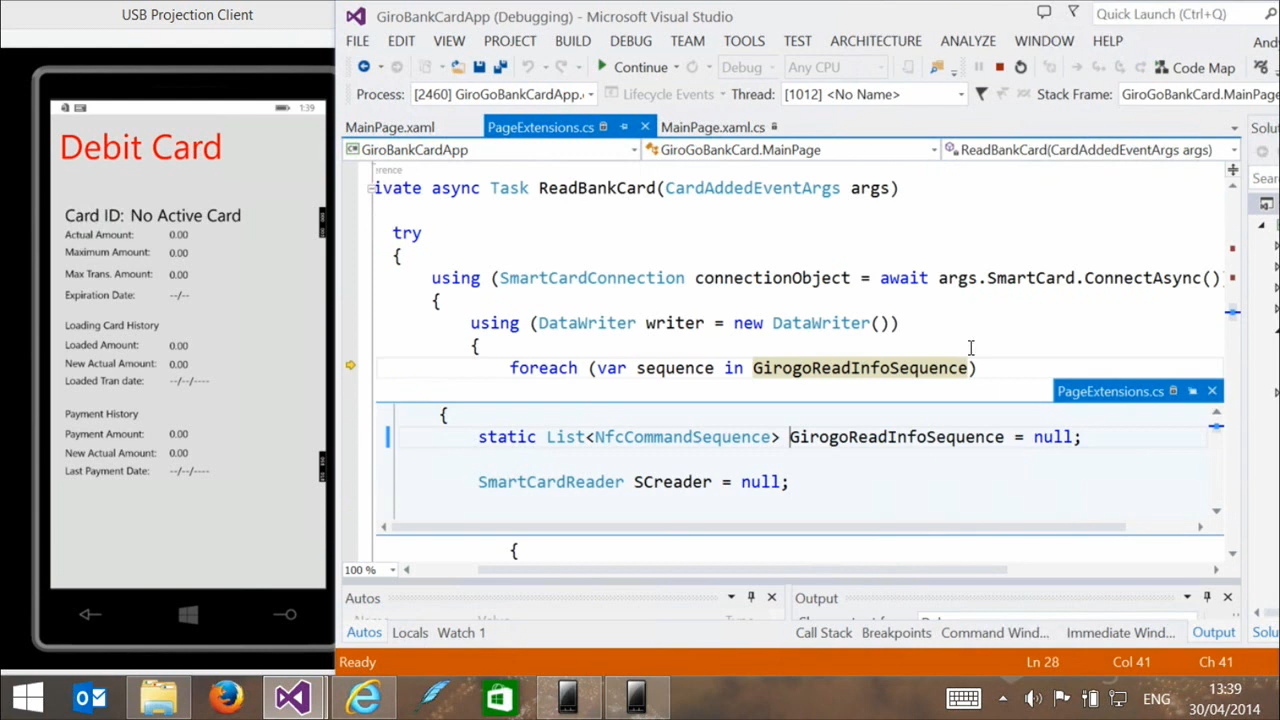 USB Projection Client
1:39
Debit Card
Card ID: No Active Card
Actual Amount: 0.00
Maximum Amount: 0.00
Max Trans. Amount: 0.00
Expiration Date: --/--
Loading Card History
Loaded Amount: 0.00
New Actual Amount: 0.00
Loaded Tran date: --/--/----
Payment History
Payment Amount: 0.00
New Actual Amount: 0.00
Last Payment Date: --/--/----
GiroBankCardApp (Debugging) - Microsoft Visual Studio
Quick Launch (Ctrl+Q)
FILE EDIT VIEW PROJECT BUILD DEBUG TEAM TOOLS TEST ARCHITECTURE ANALYZE WINDOW HELP
Continue Debug Any CPU Code Map
Process: [2460] GiroGoBankCardApp. Lifecycle Events Thread: [1012] <No Name> Stack Frame: GiroGoBankCard.MainPage
MainPage.xaml PageExtensions.cs MainPage.xaml.cs
GiroBankCardApp GiroGoBankCard.MainPage ReadBankCard(CardAddedEventArgs args)
erence
ivate async Task ReadBankCard(CardAddedEventArgs args)
try
{
using (SmartCardConnection connectionObject = await args.SmartCard.ConnectAsync()
{
using (DataWriter writer = new DataWriter())
{
foreach (var sequence in GirogoReadInfoSequence)
PageExtensions.cs
{
static List<NfcCommandSequence> GirogoReadInfoSequence = null;
SmartCardReader SCreader = null;
{
100 %
Autos Output
Autos Locals Watch 1 Call Stack Breakpoints Command Wind... Immediate Wind... Output
Ready Ln 28 Col 41 Ch 41
ENG
13:39
30/04/2014